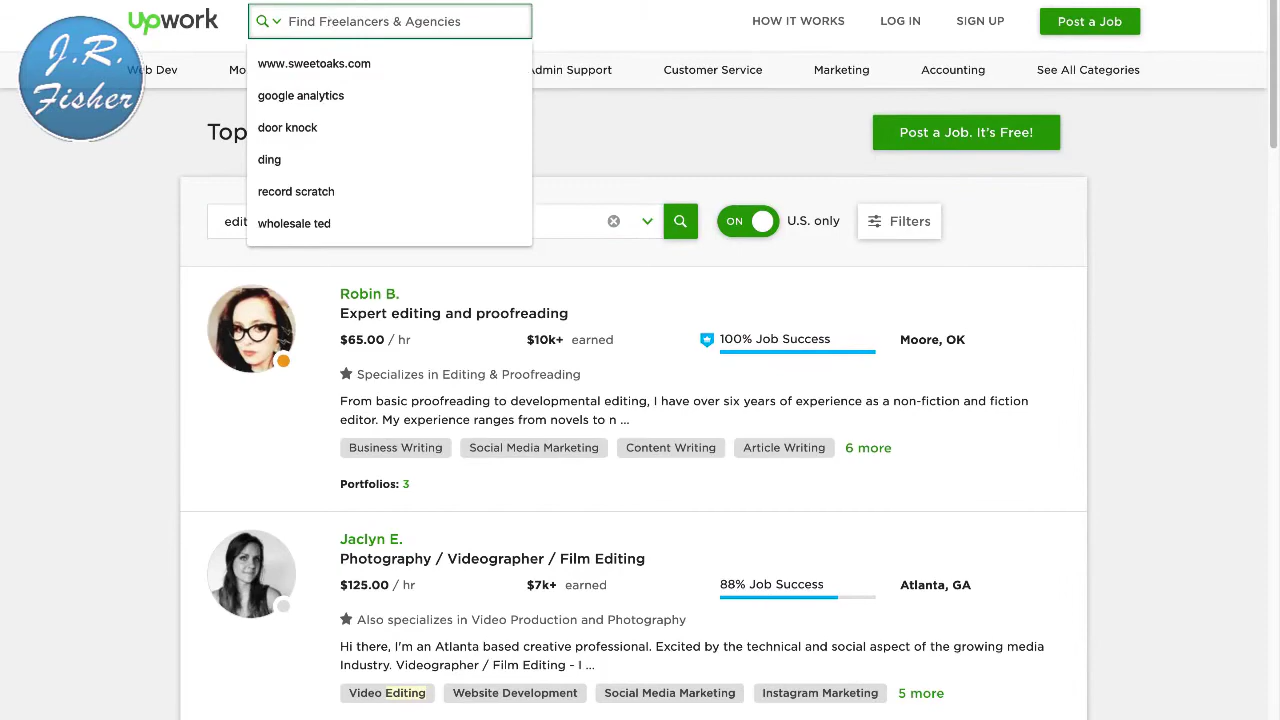 upwork
Find Freelancers & Agencies
HOW IT WORKS
LOG IN
SIGN UP
Post a Job
J.R.
Fisher
Web Dev
Mo
Admin Support
Customer Service
Marketing
Accounting
See All Categories
www.sweetoaks.com
google analytics
door knock
ding
record scratch
wholesale ted
Top
Post a Job. It's Free!
edit
ON
U.S. only
Filters
Robin B.
Expert editing and proofreading
$65.00 / hr
$10k+ earned
100% Job Success
Moore, OK
Specializes in Editing & Proofreading
From basic proofreading to developmental editing, I have over six years of experience as a non-fiction and fiction
editor. My experience ranges from novels to n ...
Business Writing
Social Media Marketing
Content Writing
Article Writing
6 more
Portfolios: 3
Jaclyn E.
Photography / Videographer / Film Editing
$125.00 / hr
$7k+ earned
88% Job Success
Atlanta, GA
Also specializes in Video Production and Photography
Hi there, I'm an Atlanta based creative professional. Excited by the technical and social aspect of the growing media
Industry. Videographer / Film Editing - I ...
Video Editing
Website Development
Social Media Marketing
Instagram Marketing
5 more